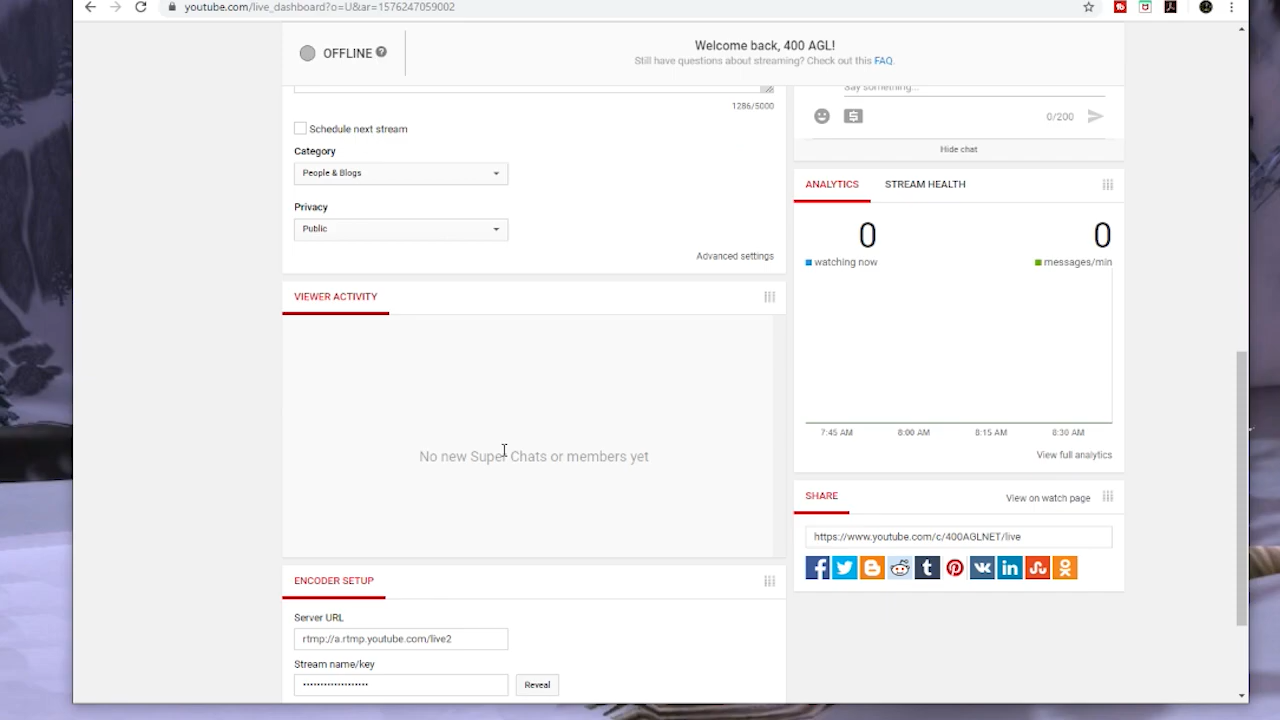 youtube.com/live_dashboard?o=U&ar=1576247059002
OFFLINE
Welcome back, 400 AGL!
Still have questions about streaming? Check out this FAQ.
1286/5000
Schedule next stream
Category
People & Blogs
Privacy
Public
Advanced settings
VIEWER ACTIVITY
No new Super Chats or members yet
ENCODER SETUP
Server URL
rtmp://a.rtmp.youtube.com/live2
Stream name/key
••••••••••••••••••••
Reveal
Say something...
0/200
Hide chat
ANALYTICS
STREAM HEALTH
0
0
watching now
messages/min
7:45 AM 8:00 AM 8:15 AM 8:30 AM
View full analytics
SHARE
View on watch page
https://www.youtube.com/c/400AGLNET/live